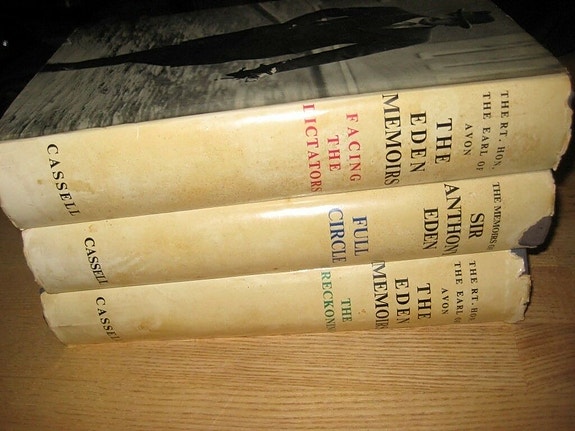 THE RT. HON.
THE EARL OF
AVON
THE
EDEN
MEMOIRS
FACING
THE
DICTATORS
CASSELL
THE MEMOIRS OF
SIR
ANTHONY
EDEN
FULL
CIRCLE
CASSELL
THE RT. HON.
THE EARL OF
AVON
THE
EDEN
MEMOIRS
THE
RECKONING
CASSELL